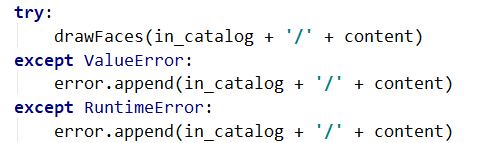 try:
    drawFaces(in_catalog + '/' + content)
except ValueError:
    error.append(in_catalog + '/' + content)
except RuntimeError:
    error.append(in_catalog + '/' + content)